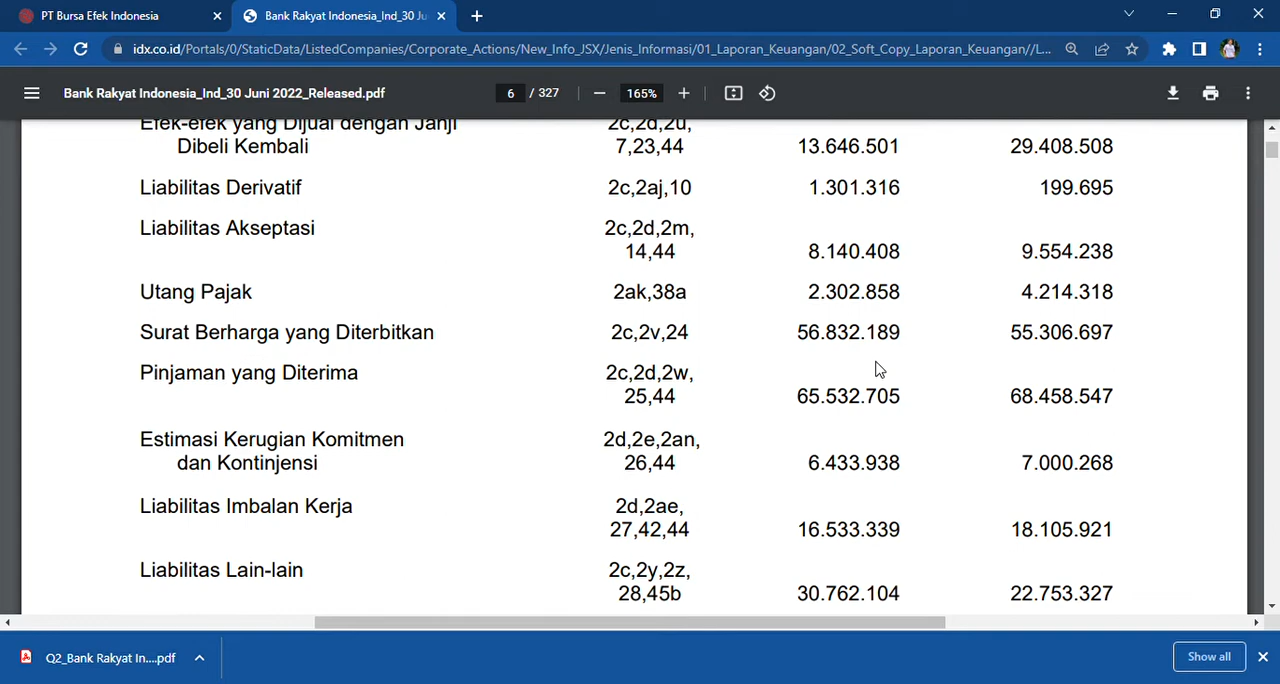 PT Bursa Efek Indonesia
Bank Rakyat Indonesia_Ind_30 Ju
idx.co.id/Portals/0/StaticData/ListedCompanies/Corporate_Actions/New_Info_JSX/Jenis_Informasi/01_Laporan_Keuangan/02_Soft_Copy_Laporan_Keuangan//L...
Bank Rakyat Indonesia_Ind_30 Juni 2022_Released.pdf 6 / 327 165%
Efek-efek yang Dijual dengan Janji 2c,2d,2u,
Dibeli Kembali 7,23,44 13.646.501 29.408.508
Liabilitas Derivatif 2c,2aj,10 1.301.316 199.695
Liabilitas Akseptasi 2c,2d,2m,
14,44 8.140.408 9.554.238
Utang Pajak 2ak,38a 2.302.858 4.214.318
Surat Berharga yang Diterbitkan 2c,2v,24 56.832.189 55.306.697
Pinjaman yang Diterima 2c,2d,2w,
25,44 65.532.705 68.458.547
Estimasi Kerugian Komitmen 2d,2e,2an,
dan Kontinjensi 26,44 6.433.938 7.000.268
Liabilitas Imbalan Kerja 2d,2ae,
27,42,44 16.533.339 18.105.921
Liabilitas Lain-lain 2c,2y,2z,
28,45b 30.762.104 22.753.327
Q2_Bank Rakyat In....pdf Show all